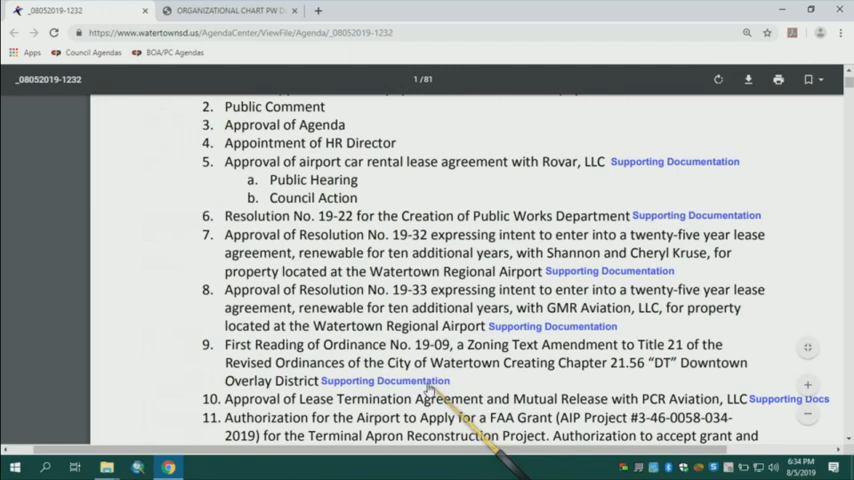 _08052019-1232
ORGANIZATIONAL CHART PW D
https://www.watertownsd.us/AgendaCenter/ViewFile/Agenda/_08052019-1232
Apps
Council Agendas
BOA/PC Agendas
_08052019-1232
1 / 81
2. Public Comment
3. Approval of Agenda
4. Appointment of HR Director
5. Approval of airport car rental lease agreement with Rovar, LLC Supporting Documentation
a. Public Hearing
b. Council Action
6. Resolution No. 19-22 for the Creation of Public Works Department Supporting Documentation
7. Approval of Resolution No. 19-32 expressing intent to enter into a twenty-five year lease
agreement, renewable for ten additional years, with Shannon and Cheryl Kruse, for
property located at the Watertown Regional Airport Supporting Documentation
8. Approval of Resolution No. 19-33 expressing intent to enter into a twenty-five year lease
agreement, renewable for ten additional years, with GMR Aviation, LLC, for property
located at the Watertown Regional Airport Supporting Documentation
9. First Reading of Ordinance No. 19-09, a Zoning Text Amendment to Title 21 of the
Revised Ordinances of the City of Watertown Creating Chapter 21.56 “DT” Downtown
Overlay District Supporting Documentation
10. Approval of Lease Termination Agreement and Mutual Release with PCR Aviation, LLC Supporting Docs
11. Authorization for the Airport to Apply for a FAA Grant (AIP Project #3-46-0058-034-
2019) for the Terminal Apron Reconstruction Project. Authorization to accept grant and
6:34 PM
8/5/2019